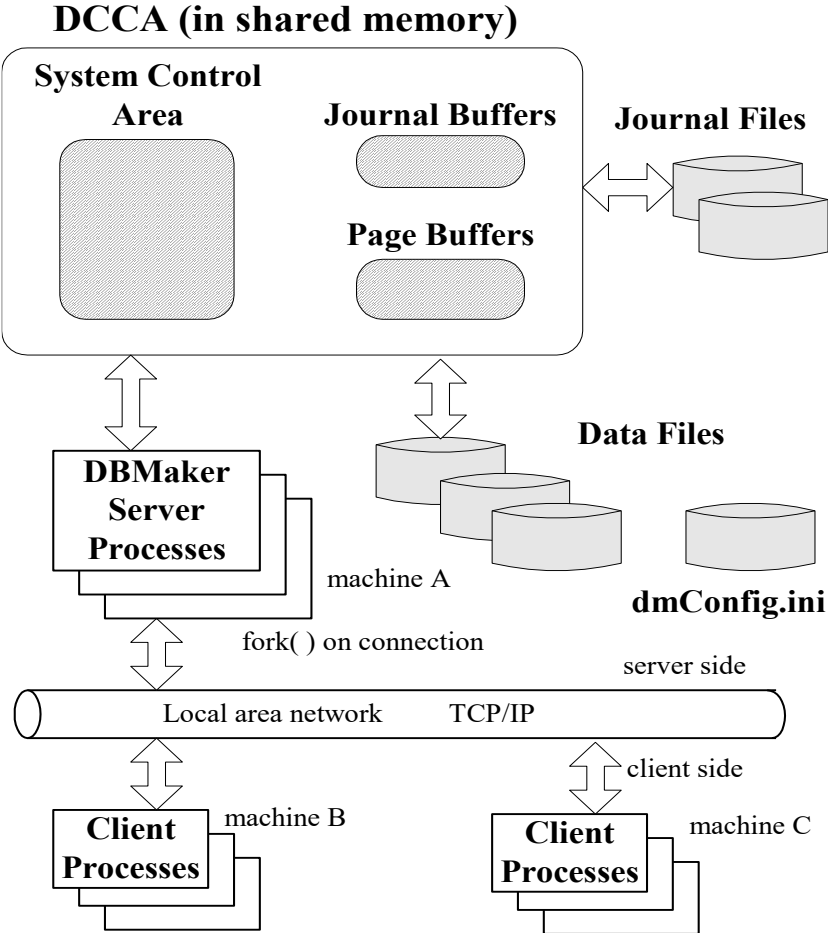 DCCA (in shared memory)
System Control
Area
Journal Buffers
Page Buffers
Journal Files
DBMaker
Server
Processes
machine A
Data Files
dmConfig.ini
fork( ) on connection
server side
Local area network TCP/IP
client side
Client
Processes
machine B
Client
Processes
machine C